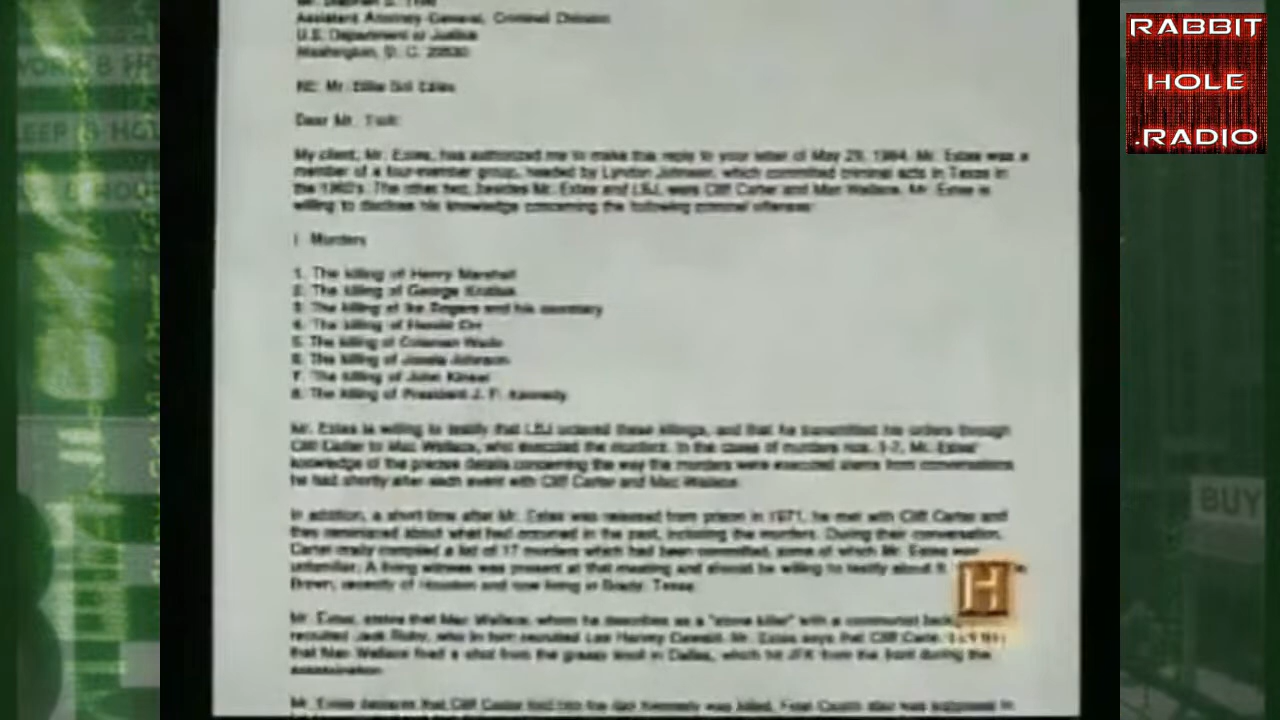 Assistant Attorney General, Criminal Division
U.S. Department of Justice
Washington, D. C. 20530
RE: Mr. Billie Sol Estes
Dear Mr. Trott:
My client, Mr. Estes, has authorized me to make this reply to your letter of May 29, 1984. Mr. Estes was a
member of a four-member group, headed by Lyndon Johnson, which committed criminal acts in Texas in
the 1960's. The other two, besides Mr. Estes and LBJ, were Cliff Carter and Mac Wallace. Mr. Estes is
willing to disclose his knowledge concerning the following criminal offenses:
I. Murders
1. The killing of Henry Marshall
2. The killing of George Krutilek
3. The killing of Ike Rogers and his secretary
4. The killing of Harold Orr
5. The killing of Coleman Wade
6. The killing of Josefa Johnson
7. The killing of John Kinser
8. The killing of President J. F. Kennedy.
Mr. Estes is willing to testify that LBJ ordered these killings, and that he transmitted his orders through
Cliff Carter to Mac Wallace, who executed the murders. In the cases of murders nos. 1-7, Mr. Estes'
knowledge of the precise details concerning the way the murders were executed stems from conversations
he had shortly after each event with Cliff Carter and Mac Wallace.
In addition, a short time after Mr. Estes was released from prison in 1971, he met with Cliff Carter and
they reminisced about what had occurred in the past, including the murders. During their conversation,
Carter orally compiled a list of 17 murders which had been committed, some of which Mr. Estes was
unfamiliar. A living witness was present at that meeting and should be willing to testify about it.
Brown, recently of Houston and now living in Brady, Texas.
Mr. Estes, states that Mac Wallace, whom he describes as a "stone killer" with a communist
recruited Jack Ruby, who in turn recruited Lee Harvey Oswald. Mr. Estes says that Cliff Carter
that Mac Wallace fired a shot from the grassy knoll in Dallas, which hit JFK from the front during the
assassination.
Mr. Estes declares that Cliff Carter told him the day Kennedy was killed, Fidel Castro also was supposed to
H
RABBIT
HOLE
.RADIO
BUY